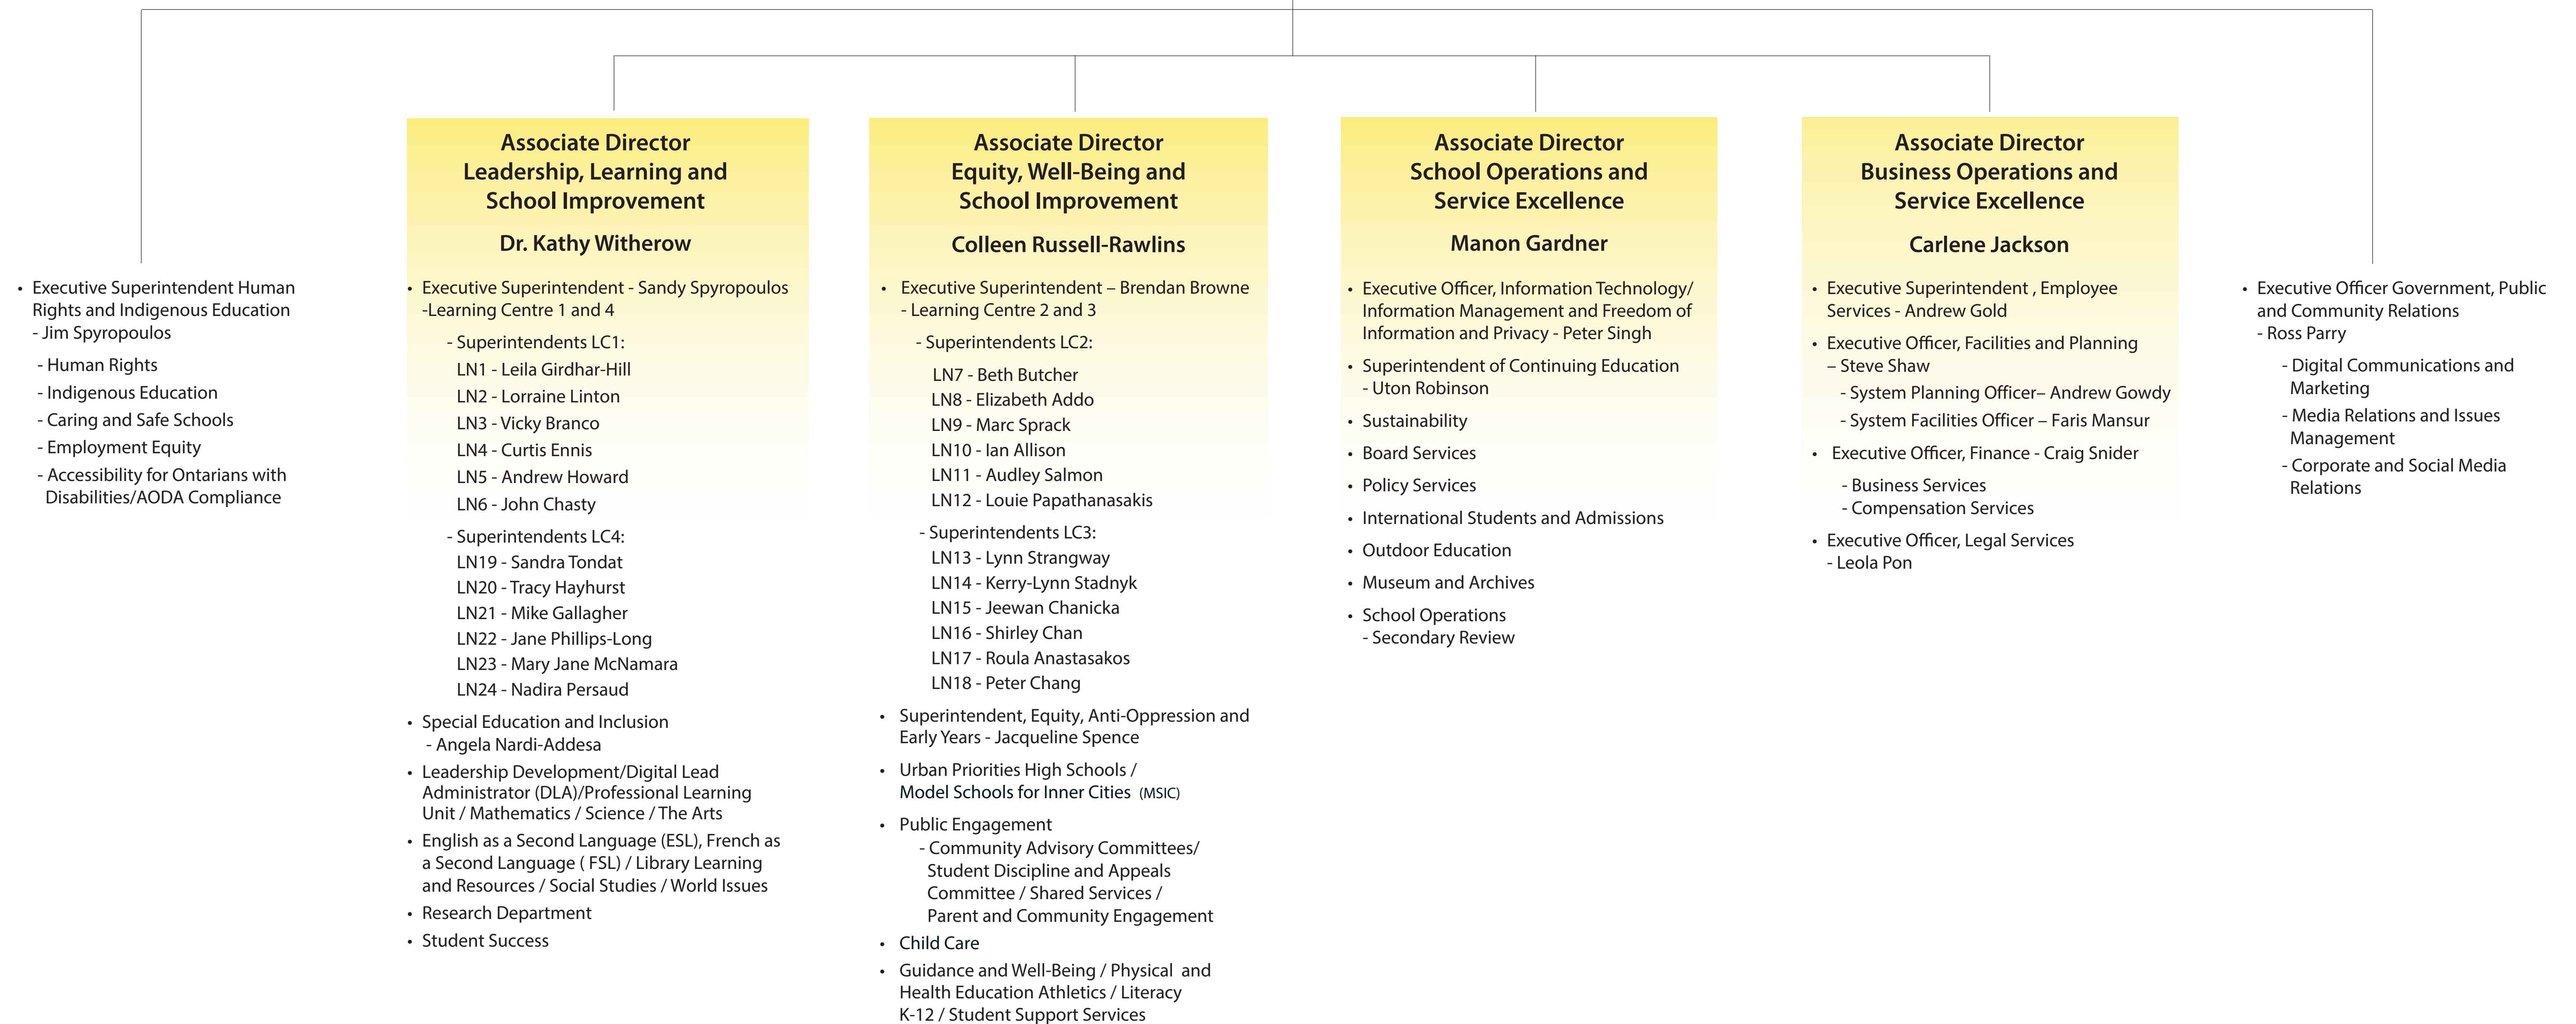 • Executive Superintendent Human
Rights and Indigenous Education
- Jim Spyropoulos
- Human Rights
- Indigenous Education
- Caring and Safe Schools
- Employment Equity
- Accessibility for Ontarians with
Disabilities/AODA Compliance
Associate Director
Leadership, Learning and
School Improvement
Dr. Kathy Witherow
• Executive Superintendent - Sandy Spyropoulos
-Learning Centre 1 and 4
- Superintendents LC1:
LN1 - Leila Girdhar-Hill
LN2 - Lorraine Linton
LN3 - Vicky Branco
LN4 - Curtis Ennis
LN5 - Andrew Howard
LN6 - John Chasty
- Superintendents LC4:
LN19 - Sandra Tondat
LN20 - Tracy Hayhurst
LN21 - Mike Gallagher
LN22 - Jane Phillips-Long
LN23 - Mary Jane McNamara
LN24 - Nadira Persaud
• Special Education and Inclusion
- Angela Nardi-Addesa
• Leadership Development/Digital Lead
Administrator (DLA)/Professional Learning
Unit / Mathematics / Science / The Arts
• English as a Second Language (ESL), French as
a Second Language ( FSL) / Library Learning
and Resources / Social Studies / World Issues
• Research Department
• Student Success
Associate Director
Equity, Well-Being and
School Improvement
Colleen Russell-Rawlins
• Executive Superintendent – Brendan Browne
- Learning Centre 2 and 3
- Superintendents LC2:
LN7 - Beth Butcher
LN8 - Elizabeth Addo
LN9 - Marc Sprack
LN10 - Ian Allison
LN11 - Audley Salmon
LN12 - Louie Papathanasakis
- Superintendents LC3:
LN13 - Lynn Strangway
LN14 - Kerry-Lynn Stadnyk
LN15 - Jeewan Chanicka
LN16 - Shirley Chan
LN17 - Roula Anastasakos
LN18 - Peter Chang
• Superintendent, Equity, Anti-Oppression and
Early Years - Jacqueline Spence
• Urban Priorities High Schools /
Model Schools for Inner Cities (MSIC)
• Public Engagement
- Community Advisory Committees/
Student Discipline and Appeals
Committee / Shared Services /
Parent and Community Engagement
• Child Care
• Guidance and Well-Being / Physical and
Health Education Athletics / Literacy
K-12 / Student Support Services
Associate Director
School Operations and
Service Excellence
Manon Gardner
• Executive Officer, Information Technology/
Information Management and Freedom of
Information and Privacy - Peter Singh
• Superintendent of Continuing Education
- Uton Robinson
• Sustainability
• Board Services
• Policy Services
• International Students and Admissions
• Outdoor Education
• Museum and Archives
• School Operations
- Secondary Review
Associate Director
Business Operations and
Service Excellence
Carlene Jackson
• Executive Superintendent , Employee
Services - Andrew Gold
• Executive Officer, Facilities and Planning
– Steve Shaw
- System Planning Officer– Andrew Gowdy
- System Facilities Officer – Faris Mansur
• Executive Officer, Finance - Craig Snider
- Business Services
- Compensation Services
• Executive Officer, Legal Services
- Leola Pon
• Executive Officer Government, Public
and Community Relations
- Ross Parry
- Digital Communications and
Marketing
- Media Relations and Issues
Management
- Corporate and Social Media
Relations